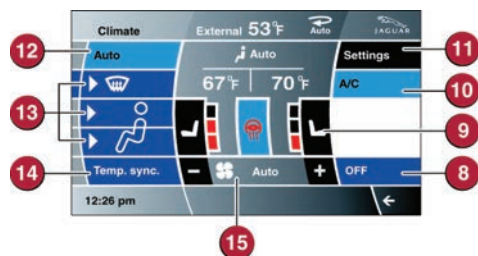 Climate External 53°F Auto JAGUAR
12 Auto Auto Settings 11
67°F 70°F A/C 10
13
9
14 Temp. sync. − Auto + OFF 8
12:26 pm
15